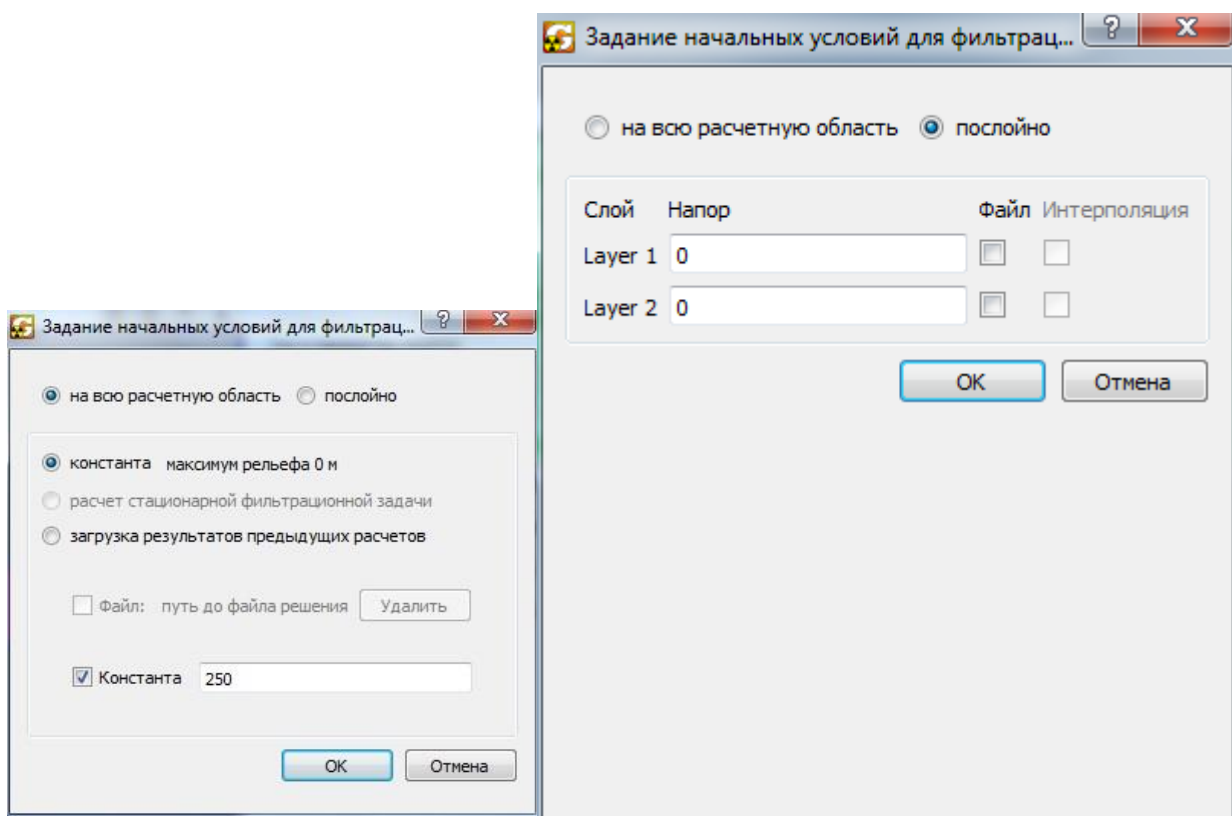 Задание начальных условий для фильтрац...
на всю расчетную область послойно
константа максимум рельефа 0 м
расчет стационарной фильтрационной задачи
загрузка результатов предыдущих расчетов
Файл: путь до файла решения Удалить
Константа 250
OK Отмена
Задание начальных условий для фильтрац...
на всю расчетную область послойно
Слой Напор Файл Интерполяция
Layer 1 0
Layer 2 0
OK Отмена